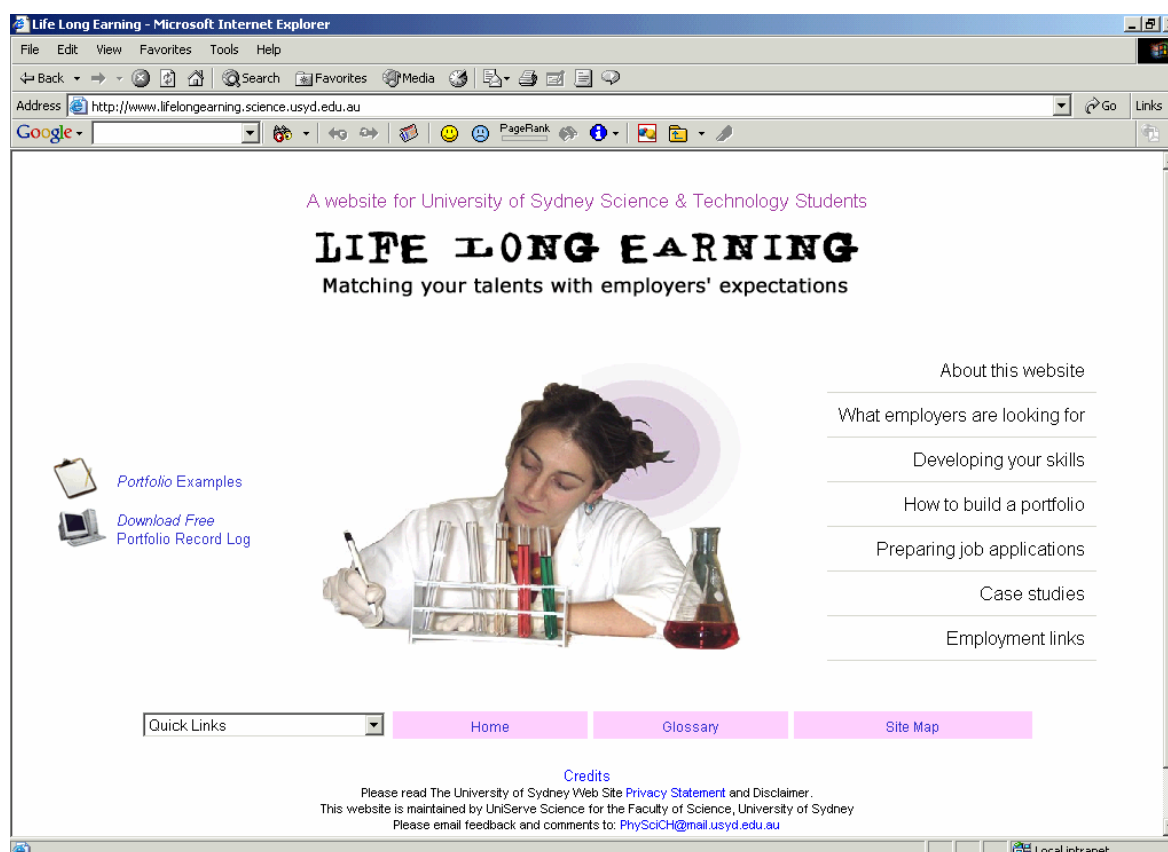 Life Long Earning - Microsoft Internet Explorer
File Edit View Favorites Tools Help
Back Search Favorites Media
Address http://www.lifelongearning.science.usyd.edu.au Go Links
Google PageRank
A website for University of Sydney Science & Technology Students
LIFE LONG EARNING
Matching your talents with employers' expectations
About this website
What employers are looking for
Developing your skills
How to build a portfolio
Preparing job applications
Case studies
Employment links
Portfolio Examples
Download Free
Portfolio Record Log
Quick Links Home Glossary Site Map
Credits
Please read The University of Sydney Web Site Privacy Statement and Disclaimer.
This website is maintained by UniServe Science for the Faculty of Science, University of Sydney
Please email feedback and comments to: PhySciCH@mail.usyd.edu.au
Local intranet